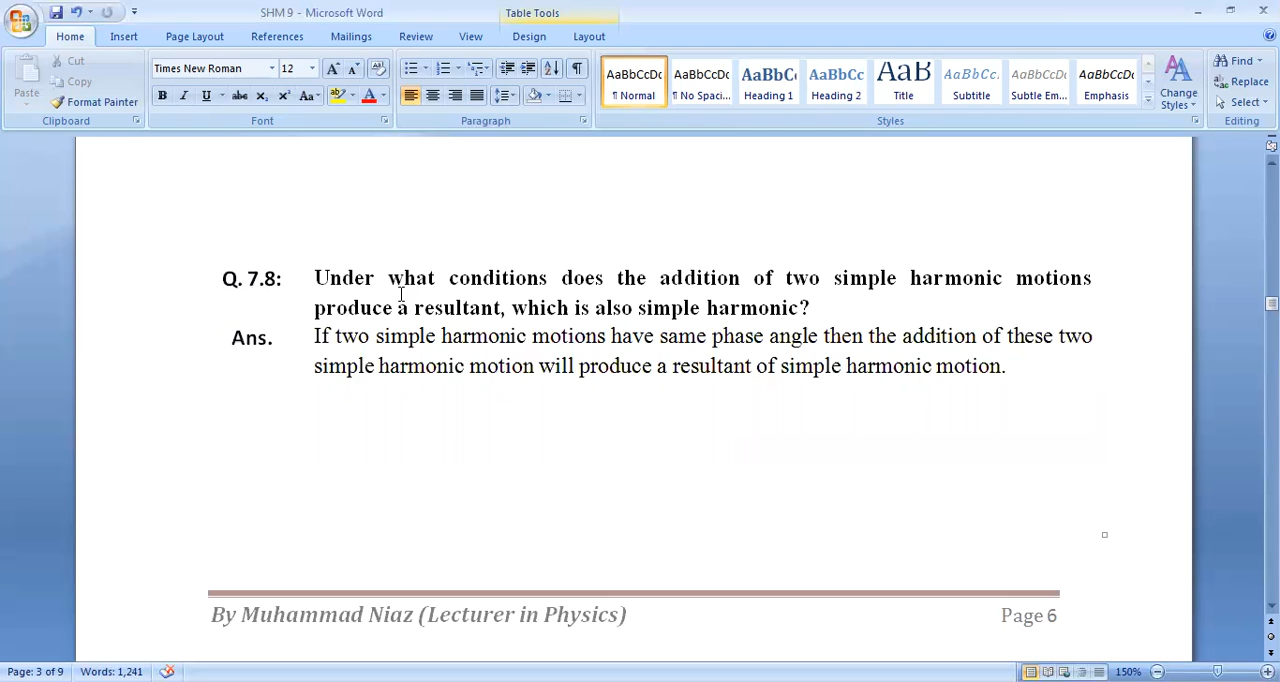 SHM 9 - Microsoft Word
Table Tools
Home Insert Page Layout References Mailings Review View Design Layout
Paste
Cut
Copy
Format Painter
Clipboard
Times New Roman 12
Font
Paragraph
AaBbCcDc AaBbCcDc AaBbC AaBbCc AaB AaBbCc. AaBbCcDc AaBbCcDc
¶ Normal ¶ No Spaci... Heading 1 Heading 2 Title Subtitle Subtle Em... Emphasis
Change Styles
Styles
Find
Replace
Select
Editing
Q. 7.8: Under what conditions does the addition of two simple harmonic motions
produce a resultant, which is also simple harmonic?
Ans. If two simple harmonic motions have same phase angle then the addition of these two
simple harmonic motion will produce a resultant of simple harmonic motion.
By Muhammad Niaz (Lecturer in Physics) Page 6
Page: 3 of 9 Words: 1,241 150%